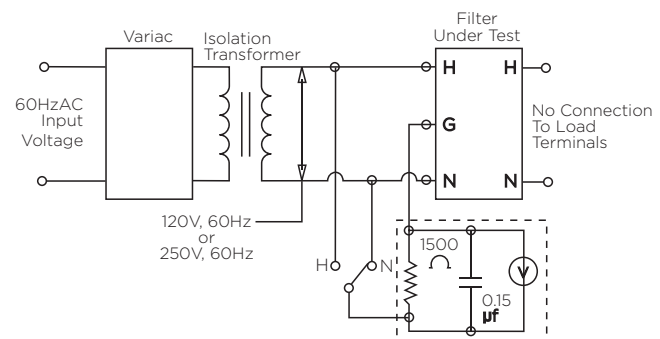 Filter
Under Test
Variac
Isolation
Transformer
60HzAC
Input
Voltage
H
H
G
N
N
No Connection
To Load
Terminals
120V, 60Hz
or
250V, 60Hz
H
N
1500
V
0.15
µf